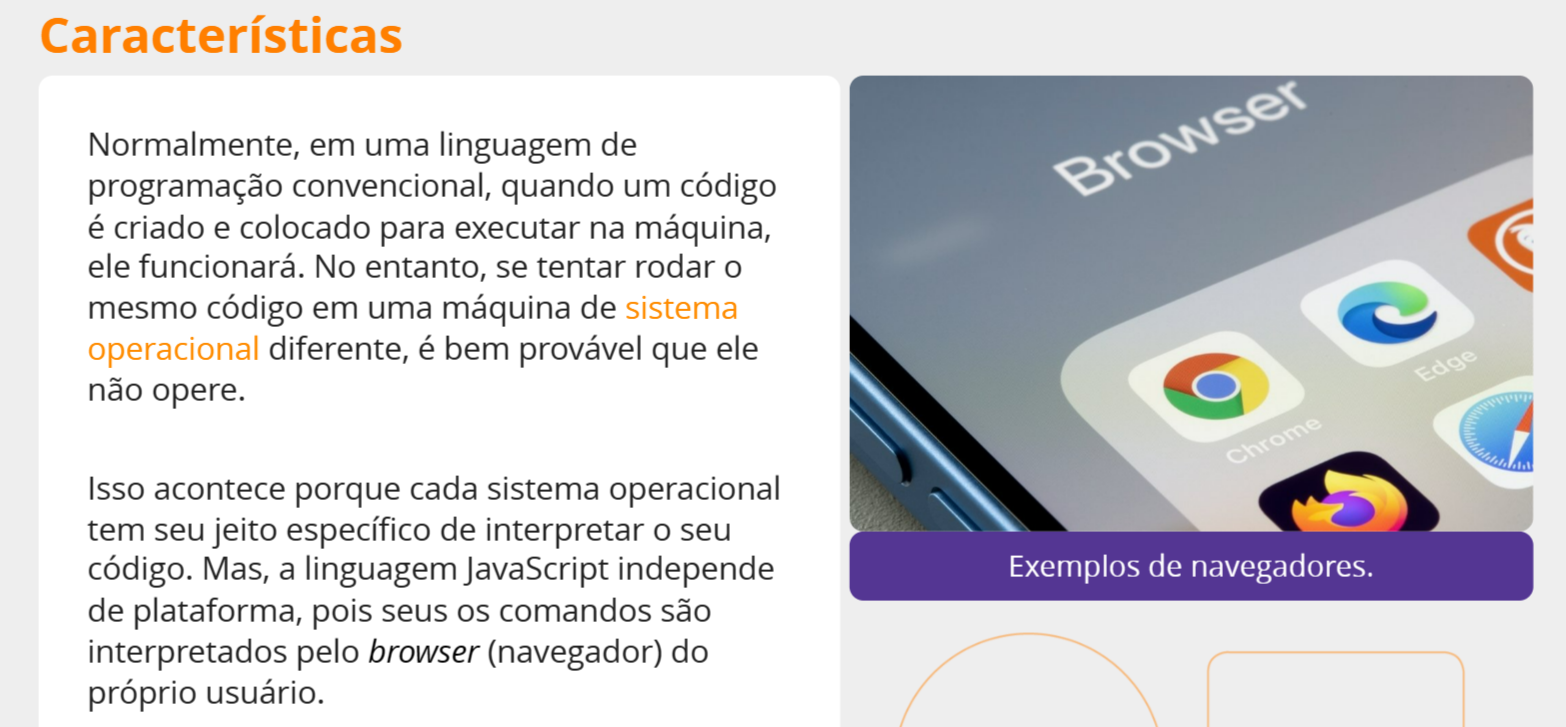 Características
Normalmente, em uma linguagem de
programação convencional, quando um código
é criado e colocado para executar na máquina,
ele funcionará. No entanto, se tentar rodar o
mesmo código em uma máquina de sistema
operacional diferente, é bem provável que ele
não opere.
Isso acontece porque cada sistema operacional
tem seu jeito específico de interpretar o seu
código. Mas, a linguagem JavaScript independe
de plataforma, pois seus os comandos são
interpretados pelo browser (navegador) do
próprio usuário.
Browser
Edge
Chrome
Exemplos de navegadores.